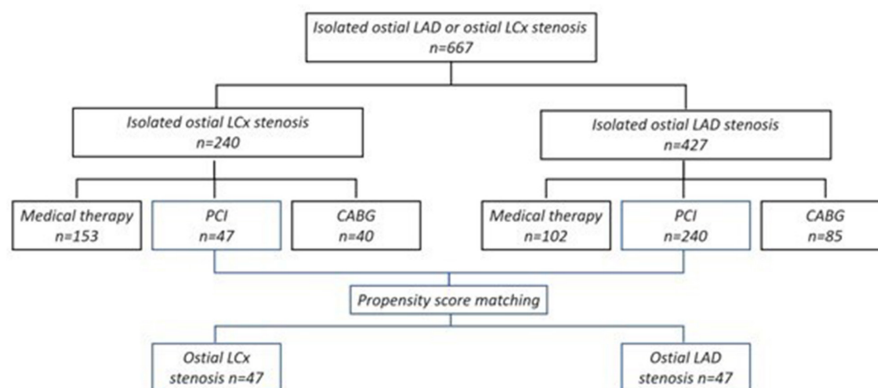 Isolated ostial LAD or ostial LCx stenosis
n=667
Isolated ostial LCx stenosis
n=240
Isolated ostial LAD stenosis
n=427
Medical therapy
n=153
PCI
n=47
CABG
n=40
Medical therapy
n=102
PCI
n=240
CABG
n=85
Propensity score matching
Ostial LCx
stenosis n=47
Ostial LAD
stenosis n=47